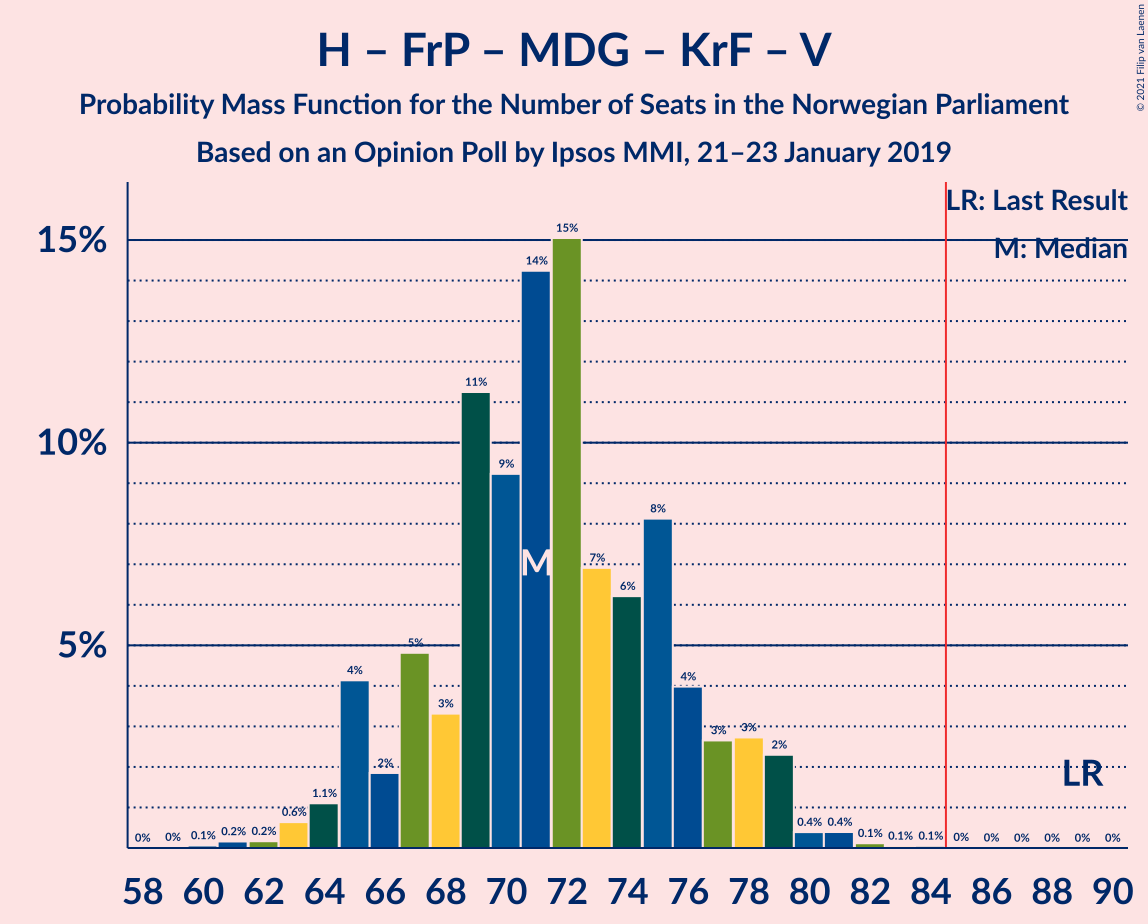 H – FrP – MDG – KrF – V
Probability Mass Function for the Number of Seats in the Norwegian Parliament
Based on an Opinion Poll by Ipsos MMI, 21–23 January 2019
© 2021 Filip van Laenen
LR: Last Result
M: Median
15%
10%
5%
0% 0% 0.1% 0.2% 0.2% 0.6% 1.1% 4% 2% 5% 3% 11% 9% 14% 15% 7% 6% 8% 4% 3% 3% 2% 0.4% 0.4% 0.1% 0.1% 0.1% 0% 0% 0% 0% 0% 0%
M
LR
58 60 62 64 66 68 70 72 74 76 78 80 82 84 86 88 90